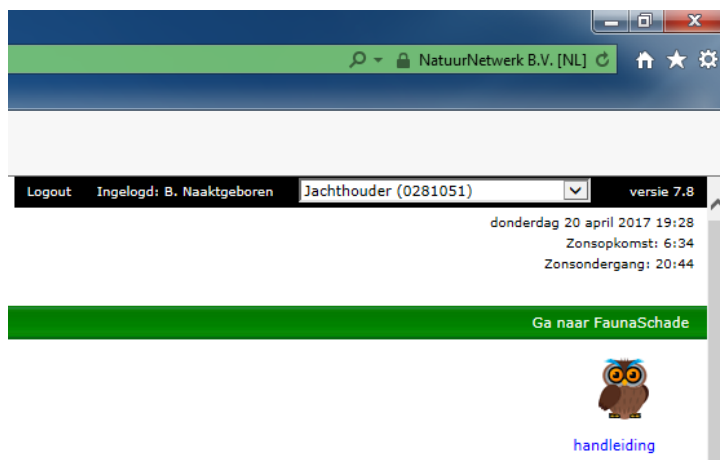 NatuurNetwerk B.V. [NL]
Logout Ingelogd: B. Naaktgeboren Jachthouder (0281051) versie 7.8
donderdag 20 april 2017 19:28
Zonsopkomst: 6:34
Zonsondergang: 20:44
Ga naar FaunaSchade
handleiding